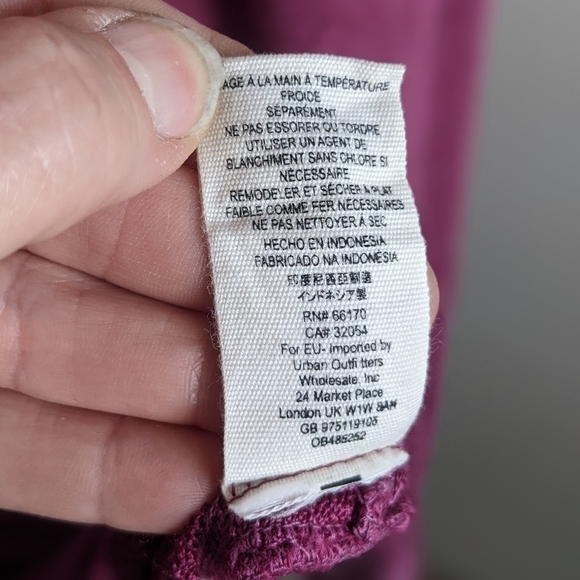 AGE À LA MAIN À TEMPÉRATURE
FROIDE
SÉPARÉMENT
NE PAS ESSORER OU TORDRE
UTILISER UN AGENT DE
BLANCHIMENT SANS CHLORE SI
NÉCESSAIRE
REMODELER ET SÉCHER À PLAT
FAIBLE COMME FER NÉCESSAIRES
NE PAS NETTOYER À SEC
HECHO EN INDONESIA
FABRICADO NA INDONÉSIA
印度尼西亞制造
インドネシア製
RN# 66170
CA# 32054
For EU- Imported by
Urban Outfitters
Wholesale, Inc
24 Market Place
London UK W1W 8AN
GB 975119105
OB485252